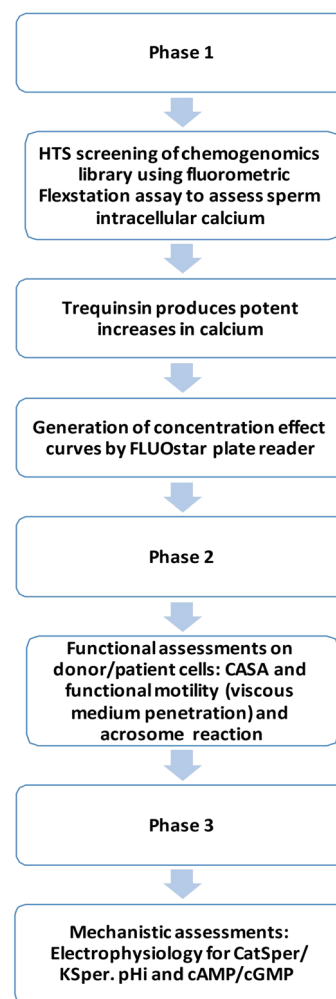 Phase 1
HTS screening of chemogenomics
library using fluorometric
Flexstation assay to assess sperm
intracellular calcium
Trequinsin produces potent
increases in calcium
Generation of concentration effect
curves by FLUOstar plate reader
Phase 2
Functional assessments on
donor/patient cells: CASA and
functional motility (viscous
medium penetration) and
acrosome reaction
Phase 3
Mechanistic assessments:
Electrophysiology for CatSper/
KSper. pHi and cAMP/cGMP